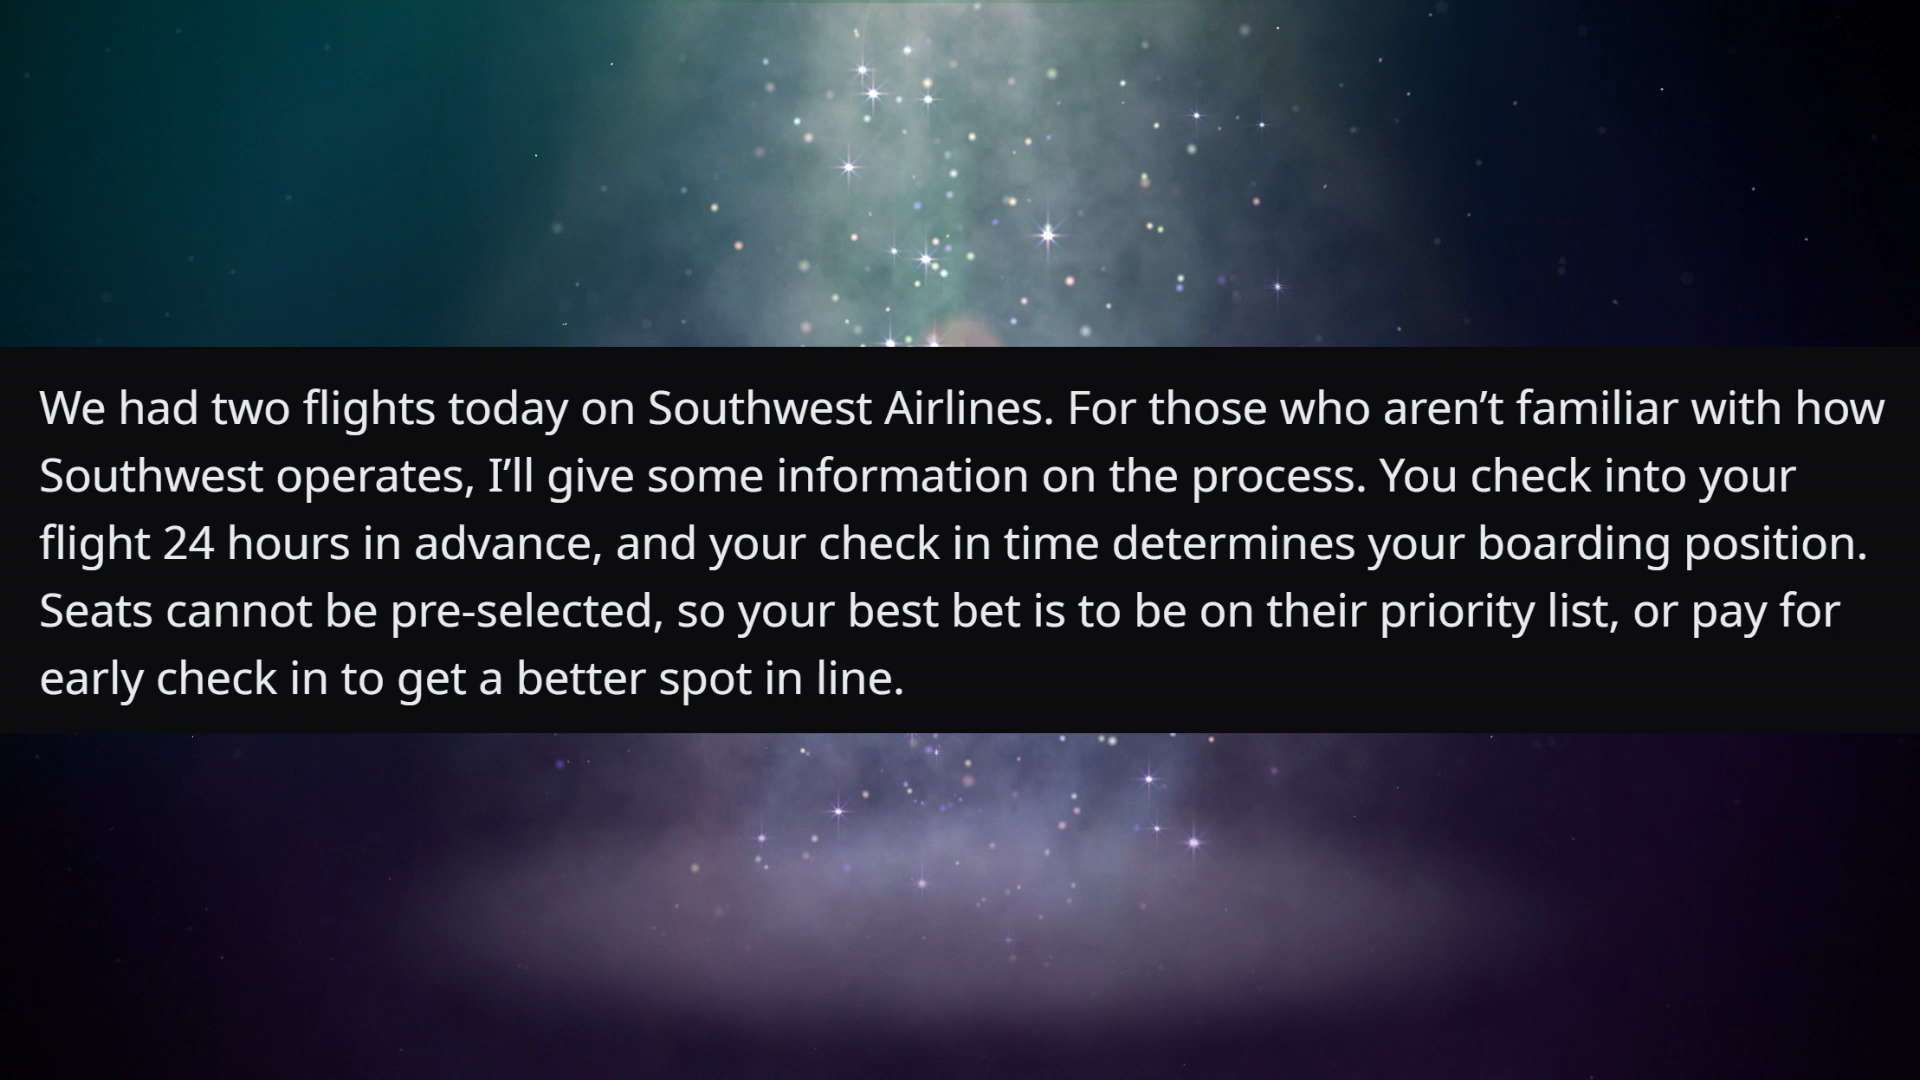 We had two flights today on Southwest Airlines. For those who aren’t familiar with how
Southwest operates, I’ll give some information on the process. You check into your
flight 24 hours in advance, and your check in time determines your boarding position.
Seats cannot be pre-selected, so your best bet is to be on their priority list, or pay for
early check in to get a better spot in line.